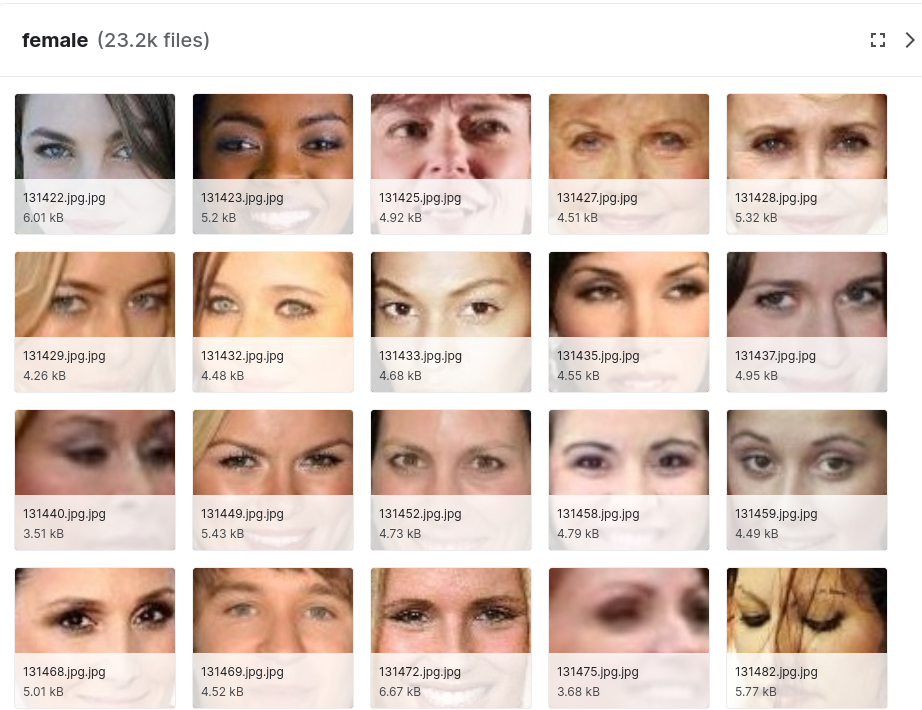 female (23.2k files)
131422.jpg.jpg
6.01 kB
131423.jpg.jpg
5.2 kB
131425.jpg.jpg
4.92 kB
131427.jpg.jpg
4.51 kB
131428.jpg.jpg
5.32 kB
131429.jpg.jpg
4.26 kB
131432.jpg.jpg
4.48 kB
131433.jpg.jpg
4.68 kB
131435.jpg.jpg
4.55 kB
131437.jpg.jpg
4.95 kB
131440.jpg.jpg
3.51 kB
131449.jpg.jpg
5.43 kB
131452.jpg.jpg
4.73 kB
131458.jpg.jpg
4.79 kB
131459.jpg.jpg
4.49 kB
131468.jpg.jpg
5.01 kB
131469.jpg.jpg
4.52 kB
131472.jpg.jpg
6.67 kB
131475.jpg.jpg
3.68 kB
131482.jpg.jpg
5.77 kB